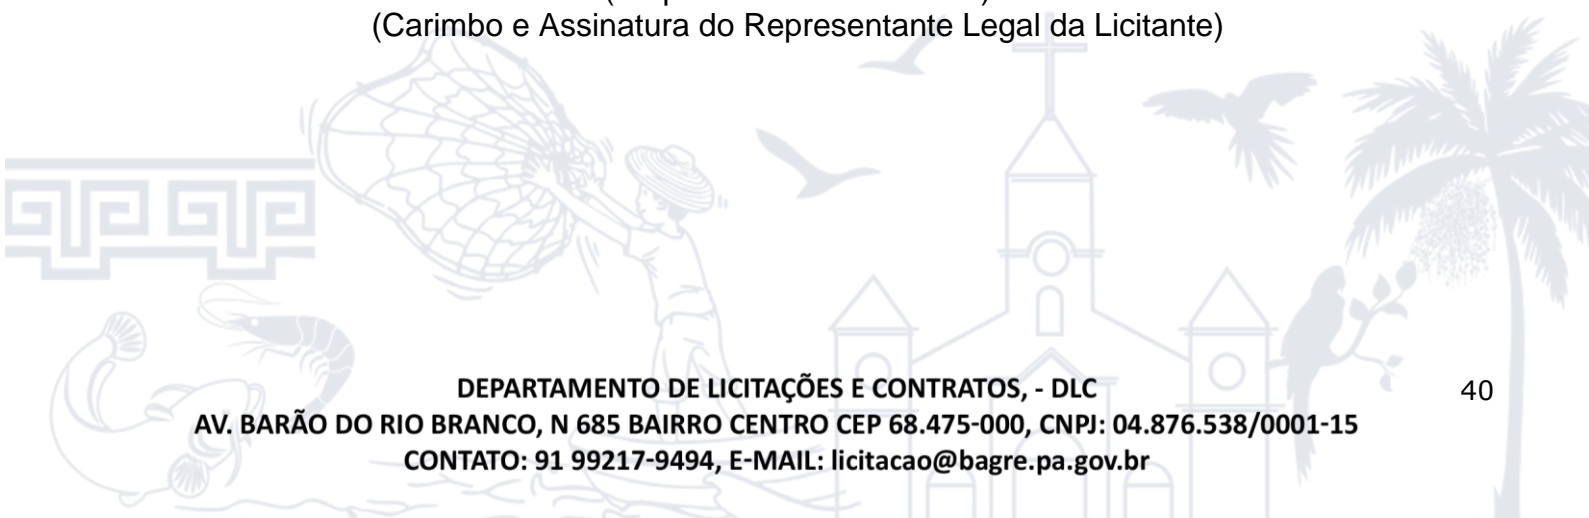 (Carimbo e Assinatura do Representante Legal da Licitante)
DEPARTAMENTO DE LICITAÇÕES E CONTRATOS, - DLC
40
AV. BARÃO DO RIO BRANCO, N 685 BAIRRO CENTRO CEP 68.475-000, CNPJ: 04.876.538/0001-15
CONTATO: 91 99217-9494, E-MAIL: licitacao@bagre.pa.gov.br